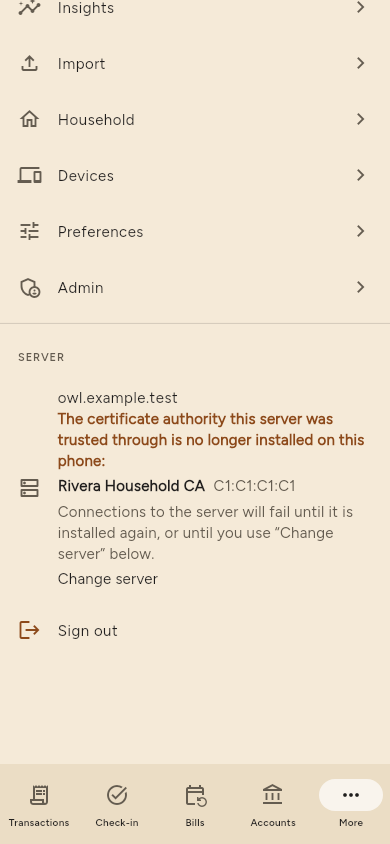 Insights
Import
Household
Devices
Preferences
Admin
SERVER
owl.example.test
The certificate authority this server was
trusted through is no longer installed on this
phone:
Rivera Household CA C1:C1:C1:C1
Connections to the server will fail until it is
installed again, or until you use “Change
server” below.
Change server
Sign out
Transactions
Check-in
Bills
Accounts
More